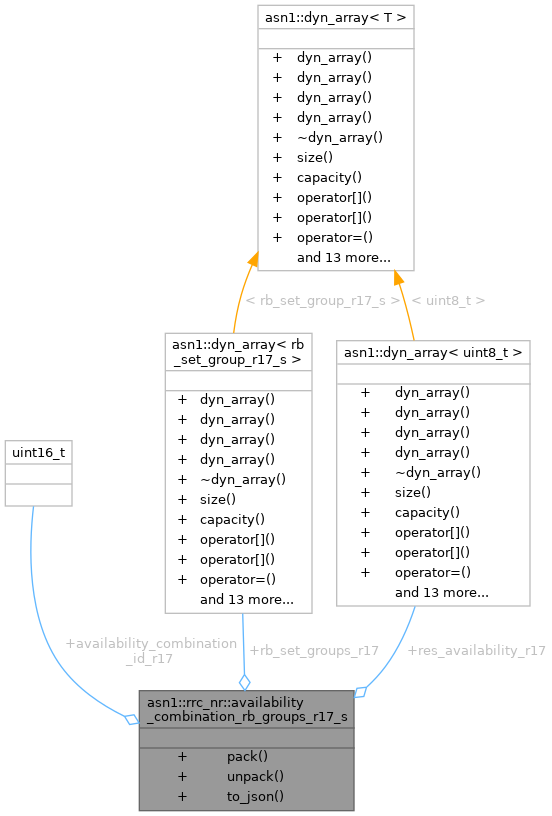 asn1::dyn_array< T >
+ dyn_array()
+ dyn_array()
+ dyn_array()
+ dyn_array()
+ ~dyn_array()
+ size()
+ capacity()
+ operator[]()
+ operator[]()
+ operator=()
and 13 more...
< rb_set_group_r17_s >
< uint8_t >
asn1::dyn_array< rb
_set_group_r17_s >
+ dyn_array()
+ dyn_array()
+ dyn_array()
+ dyn_array()
+ ~dyn_array()
+ size()
+ capacity()
+ operator[]()
+ operator[]()
+ operator=()
and 13 more...
asn1::dyn_array< uint8_t >
+ dyn_array()
+ dyn_array()
+ dyn_array()
+ dyn_array()
+ ~dyn_array()
+ size()
+ capacity()
+ operator[]()
+ operator[]()
+ operator=()
and 13 more...
uint16_t
+availability_combination
_id_r17
+rb_set_groups_r17
+res_availability_r17
asn1::rrc_nr::availability
_combination_rb_groups_r17_s
+ pack()
+ unpack()
+ to_json()